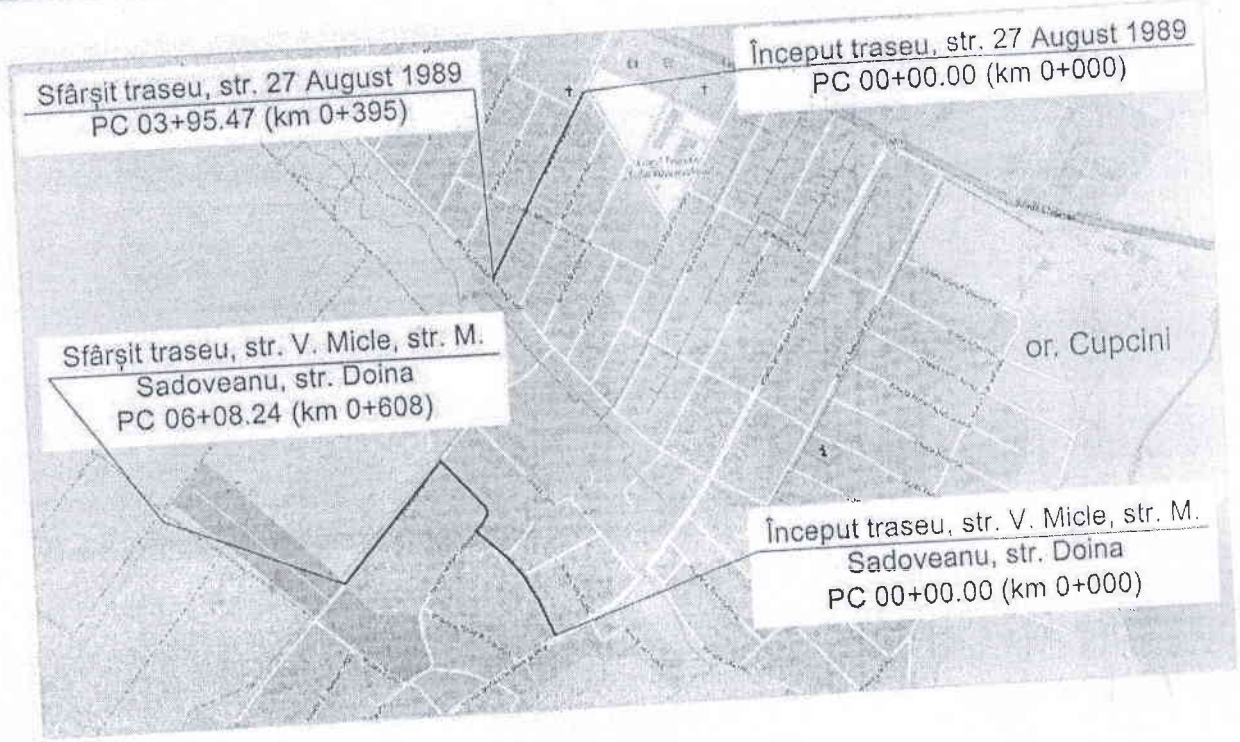 Sfârșit traseu, str. 27 August 1989
PC 03+95.47 (km 0+395)
Început traseu, str. 27 August 1989
PC 00+00.00 (km 0+000)
or. Cupcini
Sfârșit traseu, str. V. Micle, str. M.
Sadoveanu, str. Doina
PC 06+08.24 (km 0+608)
Început traseu, str. V. Micle, str. M.
Sadoveanu, str. Doina
PC 00+00.00 (km 0+000)